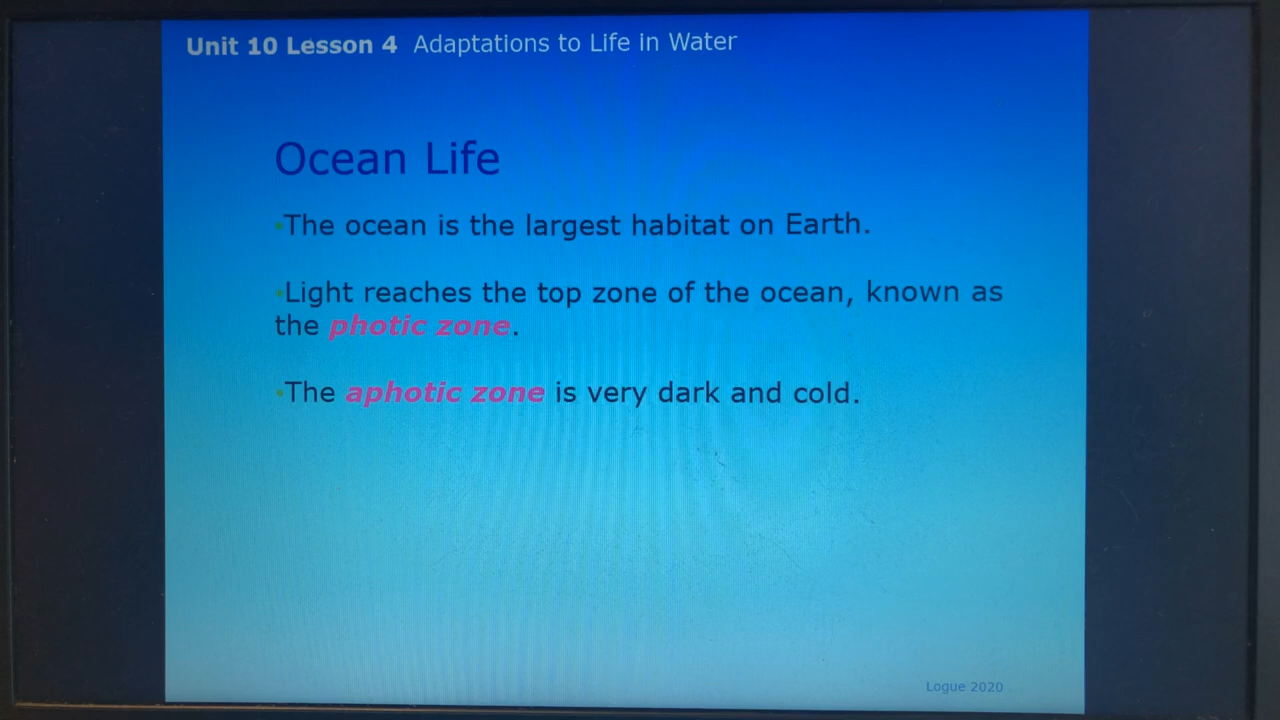 Unit 10 Lesson 4 Adaptations to Life in Water
Ocean Life
•The ocean is the largest habitat on Earth.
•Light reaches the top zone of the ocean, known as
the photic zone.
•The aphotic zone is very dark and cold.
Logue 2020